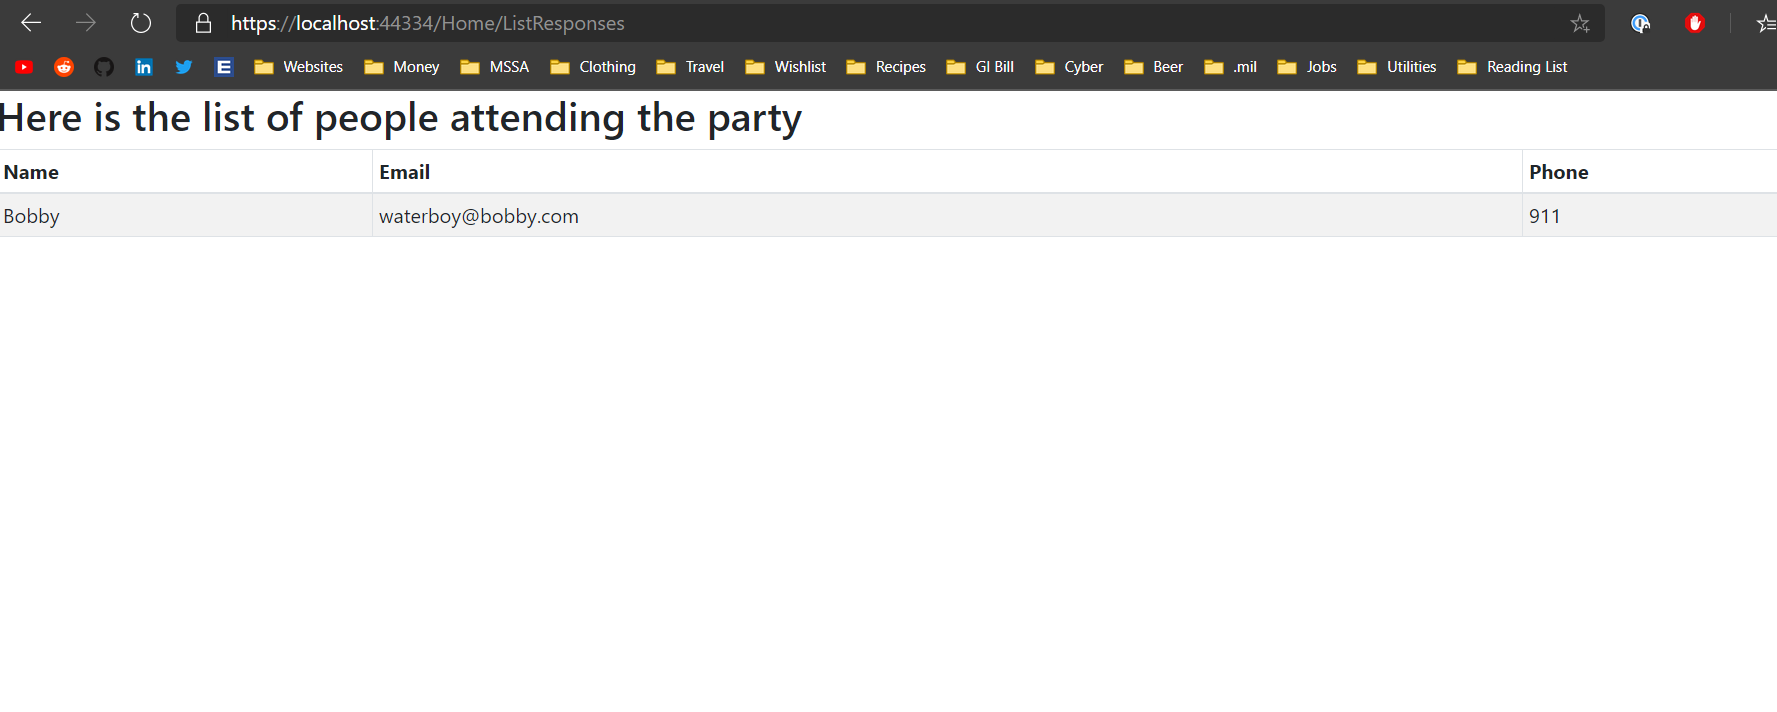 https://localhost:44334/Home/ListResponses
E Websites Money MSSA Clothing Travel Wishlist Recipes GI Bill Cyber Beer .mil Jobs Utilities Reading List
Here is the list of people attending the party
Name Email Phone
Bobby waterboy@bobby.com 911